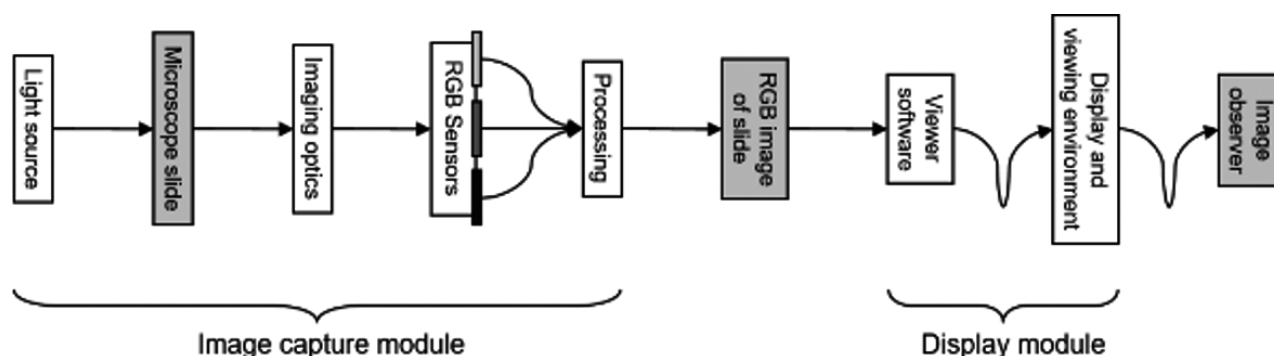 Light source
Microscope slide
Imaging optics
RGB Sensors
Processing
RGB image
of slide
Viewer
software
Display and
viewing environment
Image
observer
Image capture module
Display module